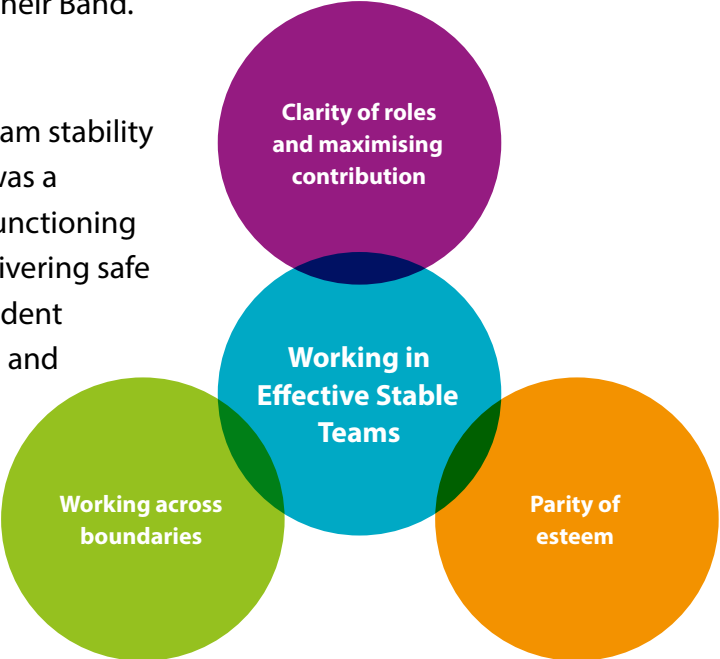 heir Band.
am stability
was a
unctioning
ivering safe
dent
and
Clarity of roles
and maximising
contribution
Working in
Effective Stable
Teams
Working across
boundaries
Parity of
esteem